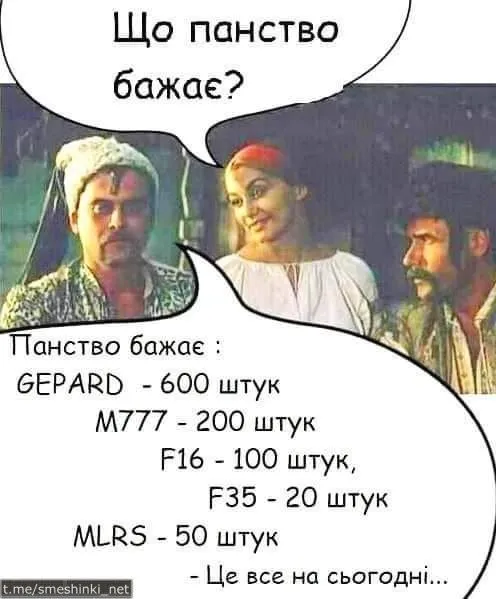 Що панство
бажає?
Панство бажає :
GEPARD - 600 штук
M777 - 200 штук
F16 - 100 штук,
F35 - 20 штук
MLRS - 50 штук
- Це все на сьогодні...
t.me/smeshinki_net